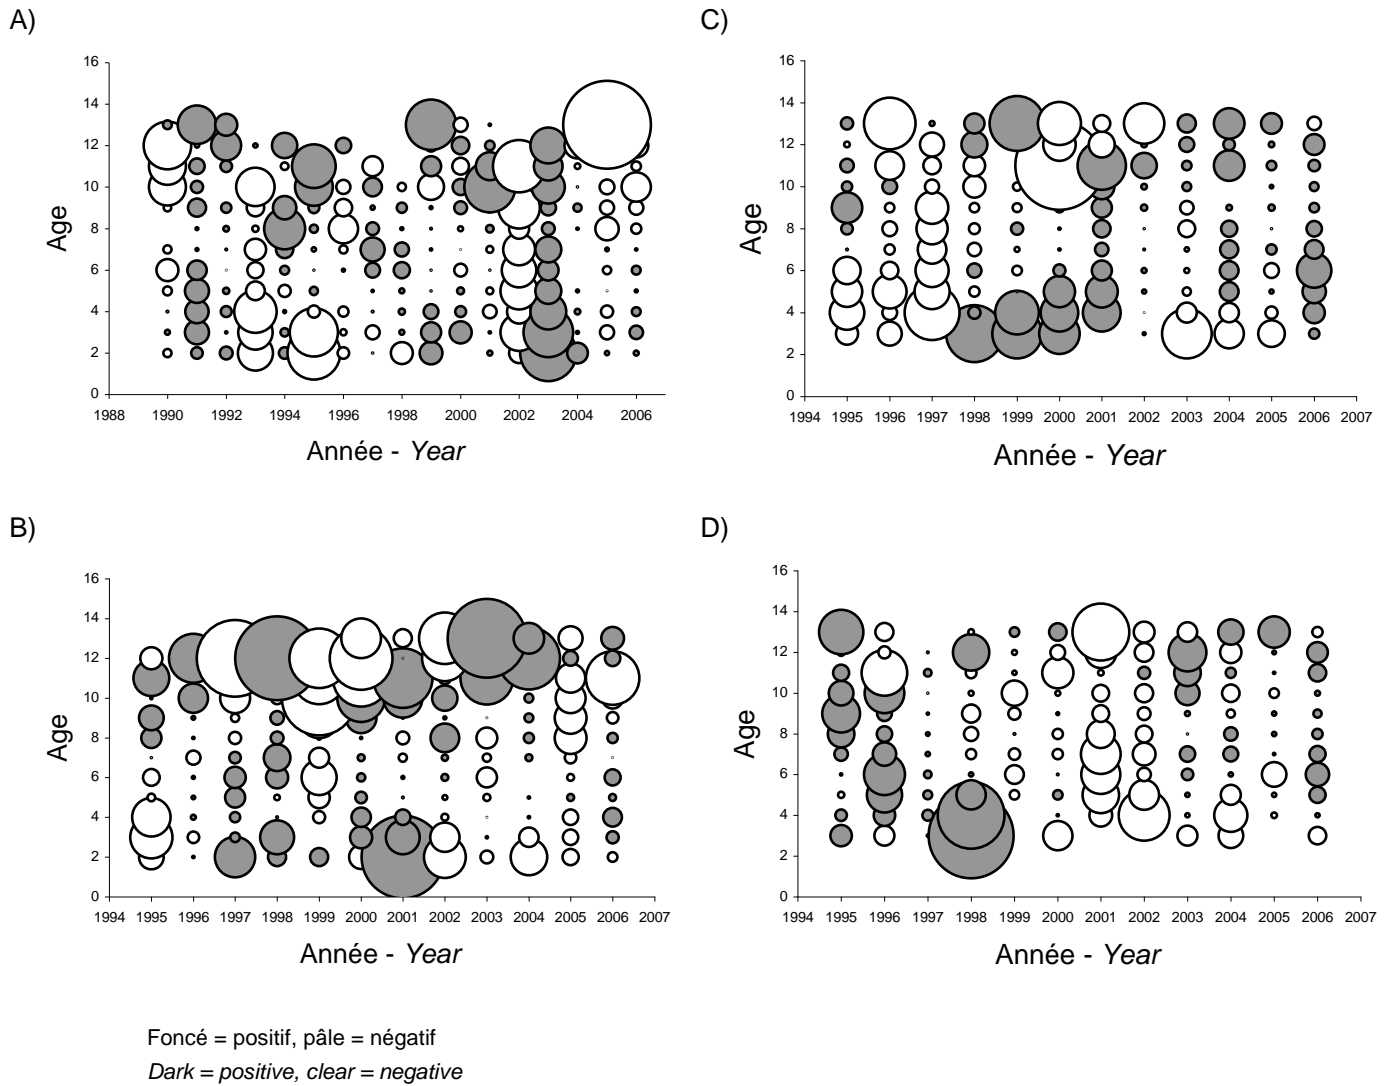 A)
16
14
12
10
8
6
4
2
0
Age
1988 1990 1992 1994 1996 1998 2000 2002 2004 2006
Année - Year
C)
16
14
12
10
8
6
4
2
0
Age
1994 1995 1996 1997 1998 1999 2000 2001 2002 2003 2004 2005 2006 2007
Année - Year
B)
16
14
12
10
8
6
4
2
0
Age
1994 1995 1996 1997 1998 1999 2000 2001 2002 2003 2004 2005 2006 2007
Année - Year
D)
16
14
12
10
8
6
4
2
0
Age
1994 1995 1996 1997 1998 1999 2000 2001 2002 2003 2004 2005 2006 2007
Année - Year
Foncé = positif, pâle = négatif
Dark = positive, clear = negative